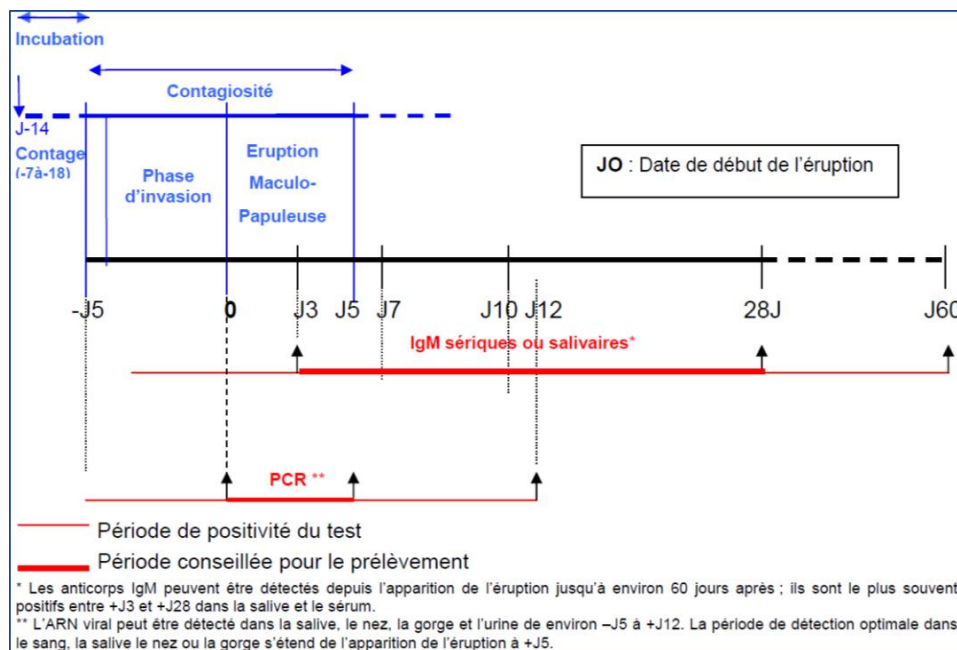 Incubation
Contagiosité
J-14
Contage
(-7à-18)
Phase
d'invasion
Eruption
Maculo-
Papuleuse
JO : Date de début de l'éruption
-J5
0
J3
J5
J7
J10
J12
28J
J60
IgM sériques ou salivaires*
PCR **
Période de positivité du test
Période conseillée pour le prélèvement
* Les anticorps IgM peuvent être détectés depuis l'apparition de l'éruption jusqu'à environ 60 jours après ; ils sont le plus souvent
positifs entre +J3 et +J28 dans la salive et le sérum.
** L'ARN viral peut être détecté dans la salive, le nez, la gorge et l'urine de environ –J5 à +J12. La période de détection optimale dans
le sang, la salive le nez ou la gorge s'étend de l'apparition de l'éruption à +J5.